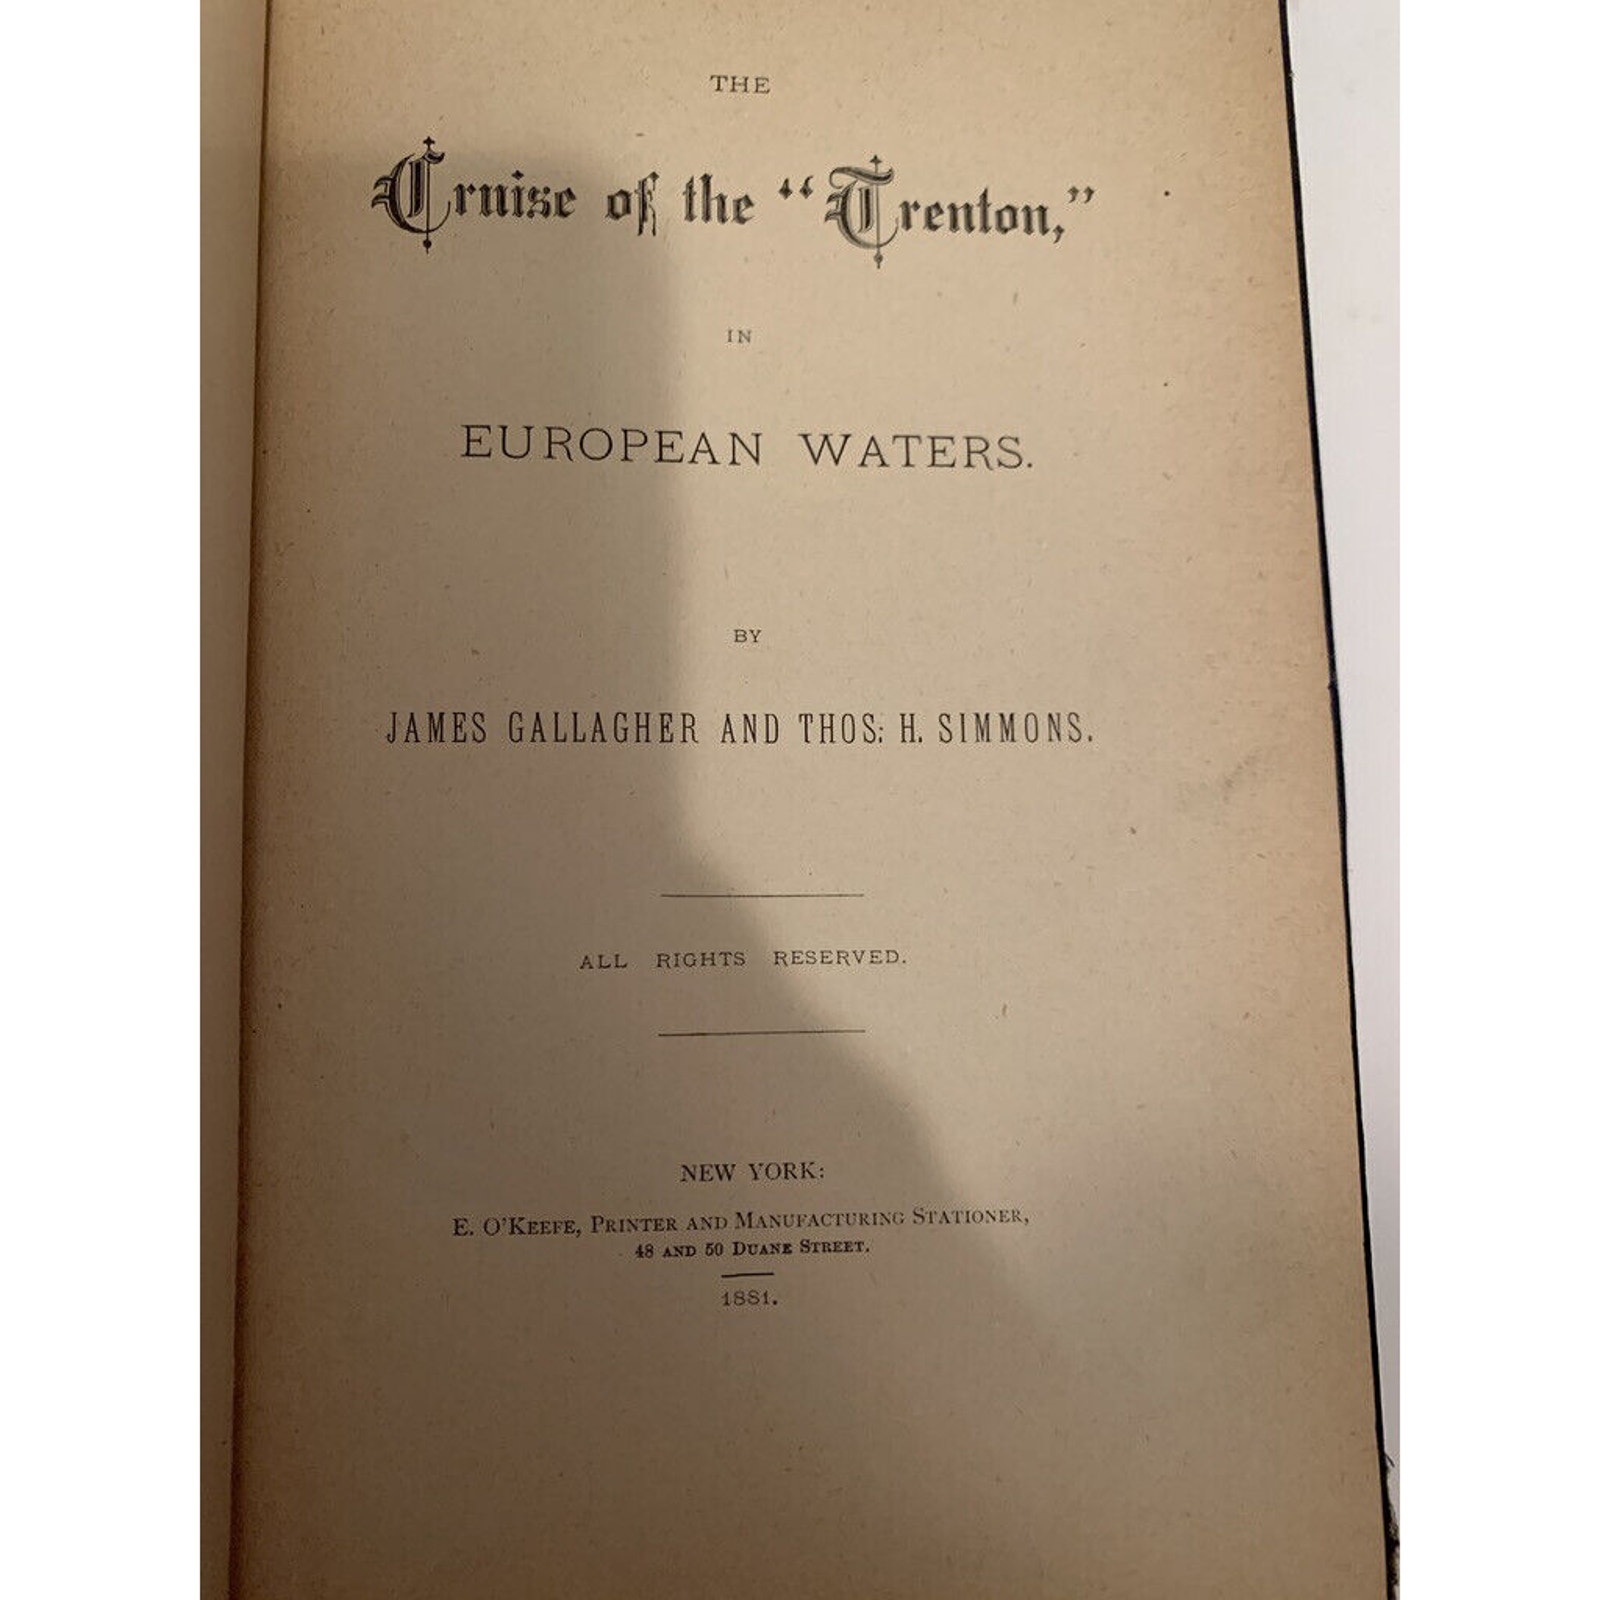 THE
Cruise of the "Trenton,"
IN
EUROPEAN WATERS.
BY
JAMES GALLAGHER AND THOS: H. SIMMONS.
ALL RIGHTS RESERVED.
NEW YORK:
E. O'KEEFE, PRINTER AND MANUFACTURING STATIONER,
48 AND 50 DUANE STREET.
1881.